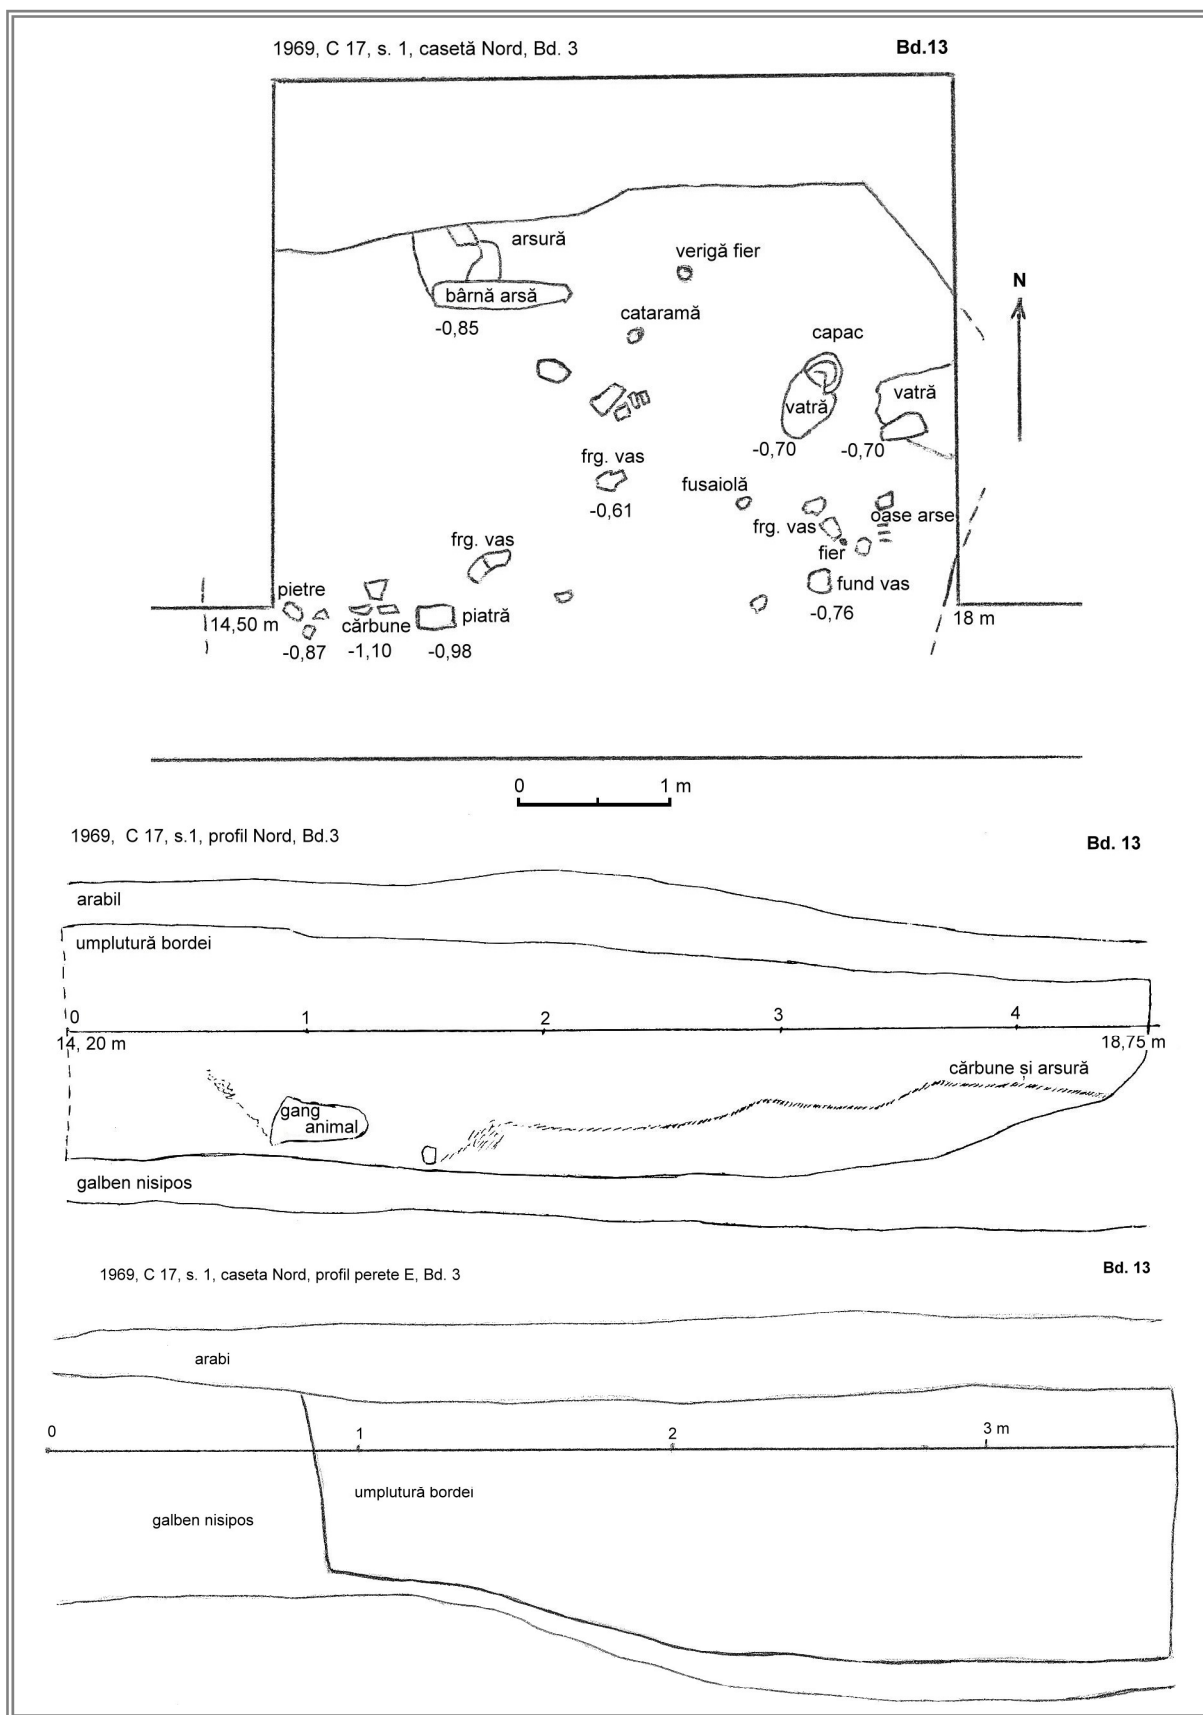 1969, C 17, s. 1, casetă Nord, Bd. 3
Bd.13
arsură
verigă fier
bârnă arsă
-0,85
cataramă
N
capac
vatră
vatră
-0,70
-0,70
frg. vas
-0,61
fusaiolă
frg. vas
oase arse
fier
frg. vas
fund vas
-0,76
pietre
14,50 m
cărbune
piatră
18 m
-0,87
-1,10
-0,98
0
1 m
1969, C 17, s.1, profil Nord, Bd.3
Bd. 13
arabil
umplutură bordei
0
1
2
3
4
14, 20 m
18,75 m
cărbune și arsură
gang
animal
galben nisipos
1969, C 17, s. 1, caseta Nord, profil perete E, Bd. 3
Bd. 13
arabi
0
1
2
3 m
umplutură bordei
galben nisipos